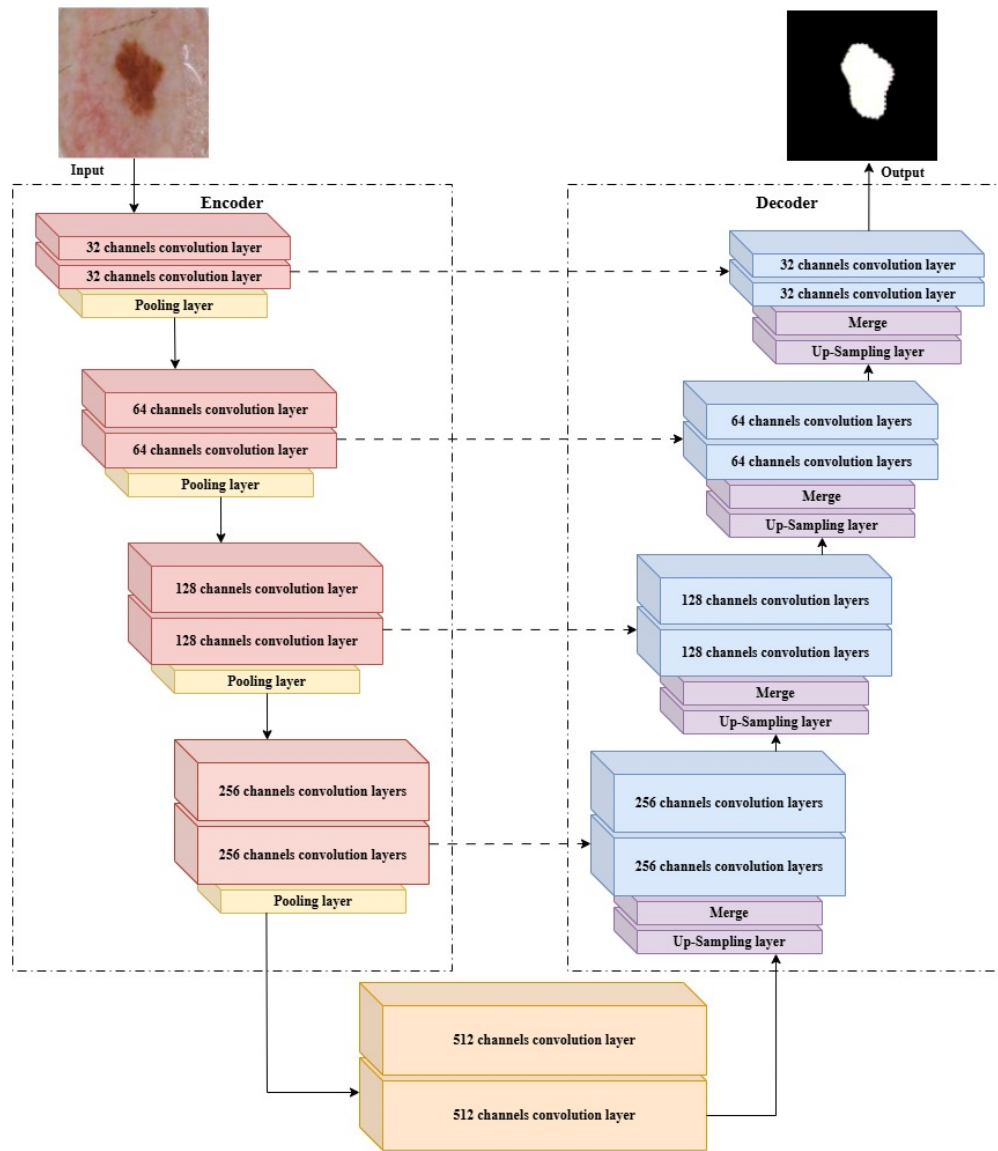 Input
Encoder
32 channels convolution layer
32 channels convolution layer
Pooling layer
64 channels convolution layer
64 channels convolution layer
Pooling layer
128 channels convolution layer
128 channels convolution layer
Pooling layer
256 channels convolution layers
256 channels convolution layers
Pooling layer
512 channels convolution layer
512 channels convolution layer
Output
Decoder
32 channels convolution layer
32 channels convolution layer
Merge
Up-Sampling layer
64 channels convolution layers
64 channels convolution layers
Merge
Up-Sampling layer
128 channels convolution layers
128 channels convolution layers
Merge
Up-Sampling layer
256 channels convolution layers
256 channels convolution layers
Merge
Up-Sampling layer